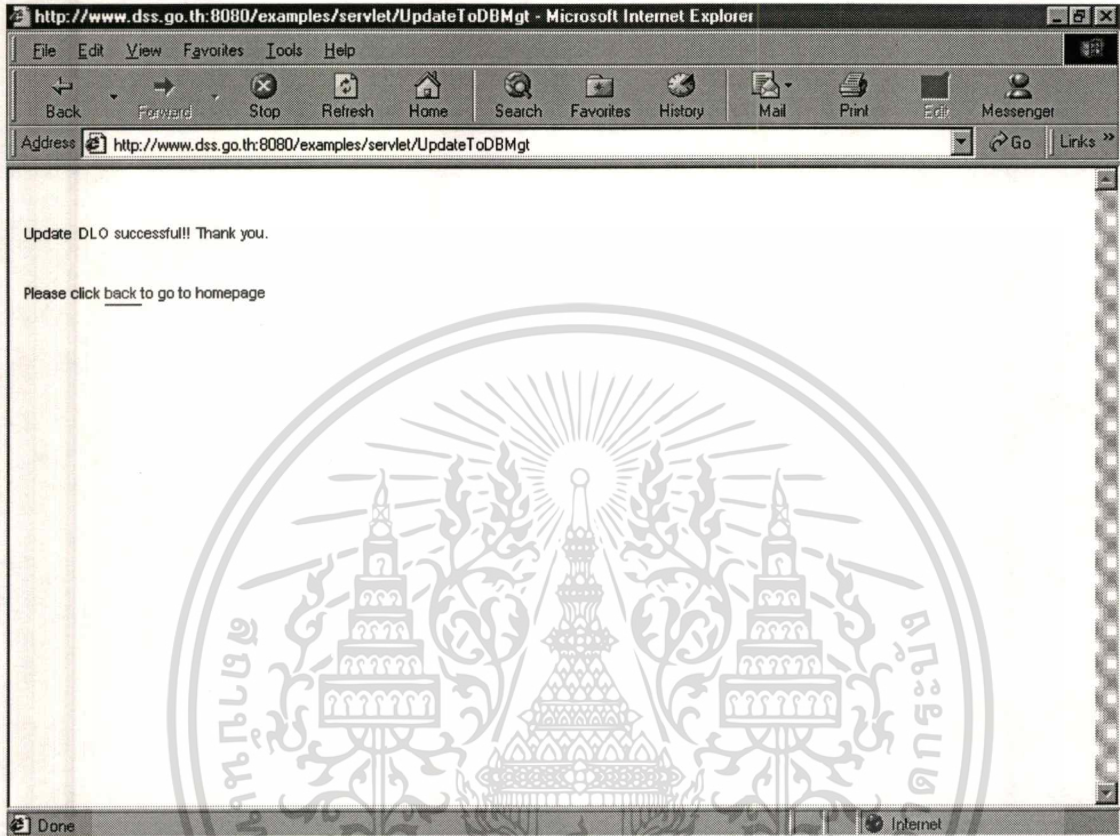 http://www.dss.go.th:8080/examples/servlet/UpdateToDBMgt - Microsoft Internet Explorer
File Edit View Favorites Tools Help
Back Forward Stop Refresh Home Search Favorites History Mail Print Edit Messenger
Address http://www.dss.go.th:8080/examples/servlet/UpdateToDBMgt Go Links »
Update DLO successful!! Thank you.
Please click back to go to homepage
Done Internet